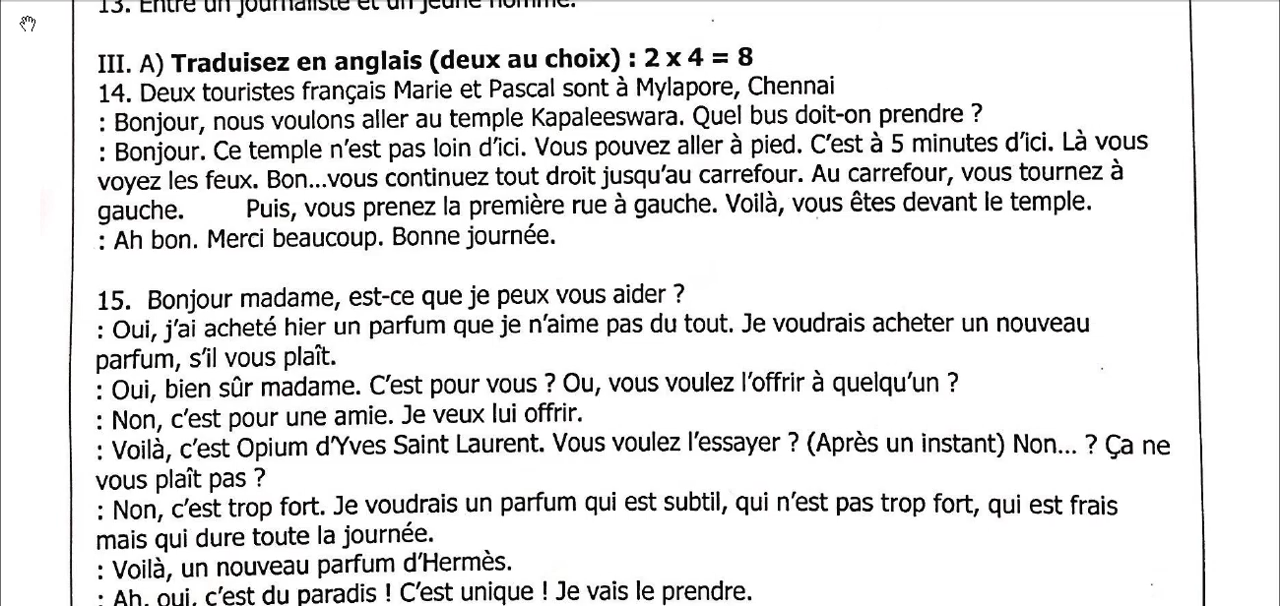 13. Entre un journaliste et un jeune homme.
III. A) Traduisez en anglais (deux au choix) : 2 x 4 = 8
14. Deux touristes français Marie et Pascal sont à Mylapore, Chennai
: Bonjour, nous voulons aller au temple Kapaleeswara. Quel bus doit-on prendre ?
: Bonjour. Ce temple n’est pas loin d’ici. Vous pouvez aller à pied. C’est à 5 minutes d’ici. Là vous
voyez les feux. Bon...vous continuez tout droit jusqu’au carrefour. Au carrefour, vous tournez à
gauche. Puis, vous prenez la première rue à gauche. Voilà, vous êtes devant le temple.
: Ah bon. Merci beaucoup. Bonne journée.
15. Bonjour madame, est-ce que je peux vous aider ?
: Oui, j’ai acheté hier un parfum que je n’aime pas du tout. Je voudrais acheter un nouveau
parfum, s’il vous plaît.
: Oui, bien sûr madame. C’est pour vous ? Ou, vous voulez l’offrir à quelqu’un ?
: Non, c’est pour une amie. Je veux lui offrir.
: Voilà, c’est Opium d’Yves Saint Laurent. Vous voulez l’essayer ? (Après un instant) Non... ? Ça ne
vous plaît pas ?
: Non, c’est trop fort. Je voudrais un parfum qui est subtil, qui n’est pas trop fort, qui est frais
mais qui dure toute la journée.
: Voilà, un nouveau parfum d’Hermès.
: Ah, oui, c’est du paradis ! C’est unique ! Je vais le prendre.